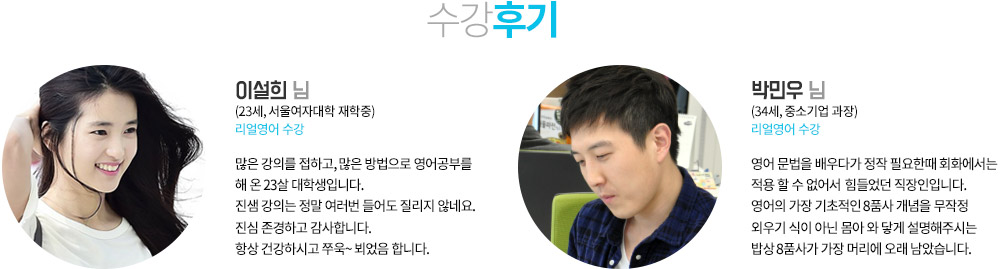 수강후기
이설희 님
(23세, 서울여자대학 재학중)
리얼영어 수강
많은 강의를 접하고, 많은 방법으로 영어공부를
해 온 23살 대학생입니다.
진샘 강의는 정말 여러번 들어도 질리지 않네요.
진심 존경하고 감사합니다.
항상 건강하시고 쭈욱~ 뵈었음 합니다.
박민우 님
(34세, 중소기업 과장)
리얼영어 수강
영어 문법을 배우다가 정작 필요한때 회화에서는
적용 할 수 없어서 힘들었던 직장인입니다.
영어의 가장 기초적인 8품사 개념을 무작정
외우기 식이 아닌 몸아 와 닿게 설명해주시는
밥상 8품사가 가장 머리에 오래 남았습니다.